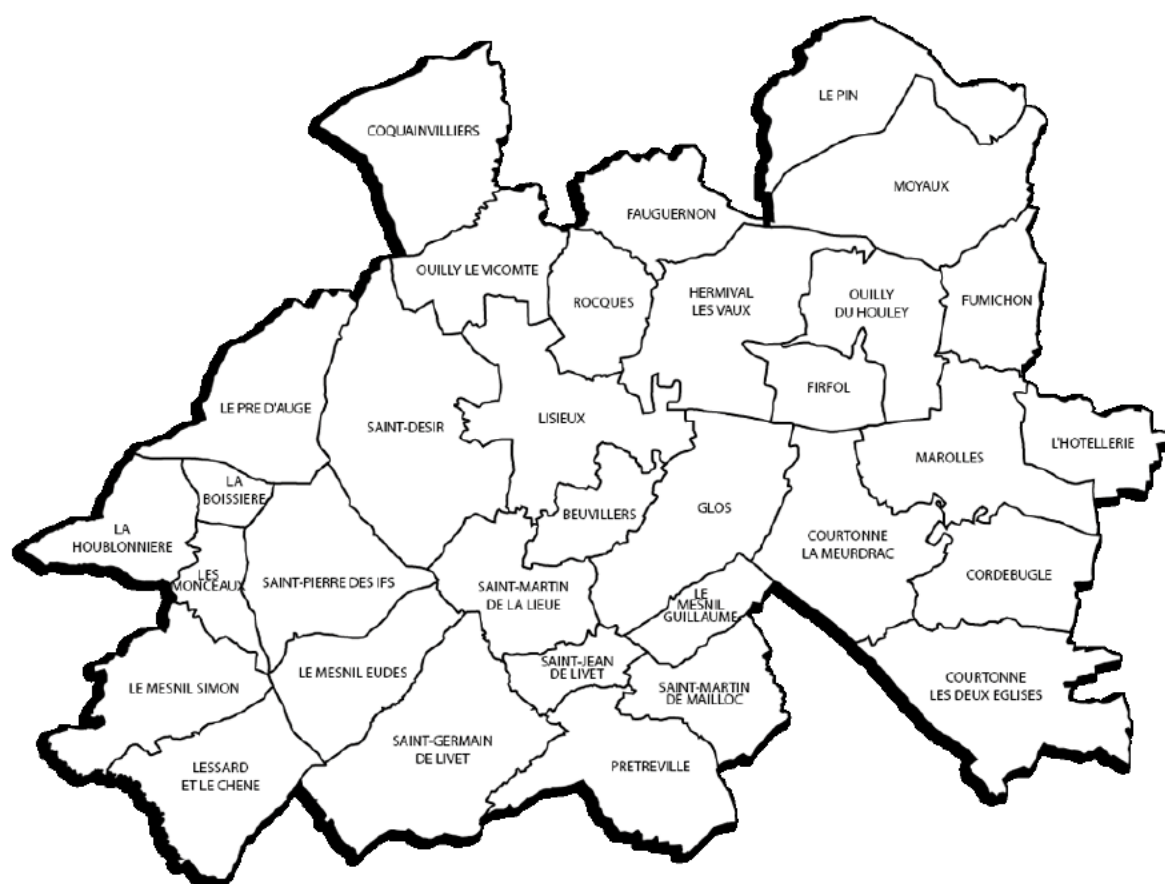 LE PIN
COQUAINVILLIERS
MOYAUX
FAUGUERNON
OUILLY LE VICOMTE
ROCQUES
HERMIVAL
LES VAUX
OUILLY
DU HOULEY
FUMICHON
FIRFOL
LE PRE D'AUGE
SAINT-DESIR
LISIEUX
L'HOTELLERIE
MAROLLES
LA
BOISSIERE
BEUVILLERS
GLOS
LA
HOUBLONNIERE
COURTONNE
LA MEURDRAC
LES
MONCEAUX
SAINT-PIERRE DES IFS
SAINT-MARTIN
DE LA LIEUE
CORDEBUGLE
LE
MESNIL
GUILLAUME
LE MESNIL SIMON
LE MESNIL EUDES
SAINT-JEAN
DE LIVET
SAINT-MARTIN
DE MAILLOC
COURTONNE
LES DEUX EGLISES
LESSARD
ET LE CHENE
SAINT-GERMAIN
DE LIVET
PRETREVILLE